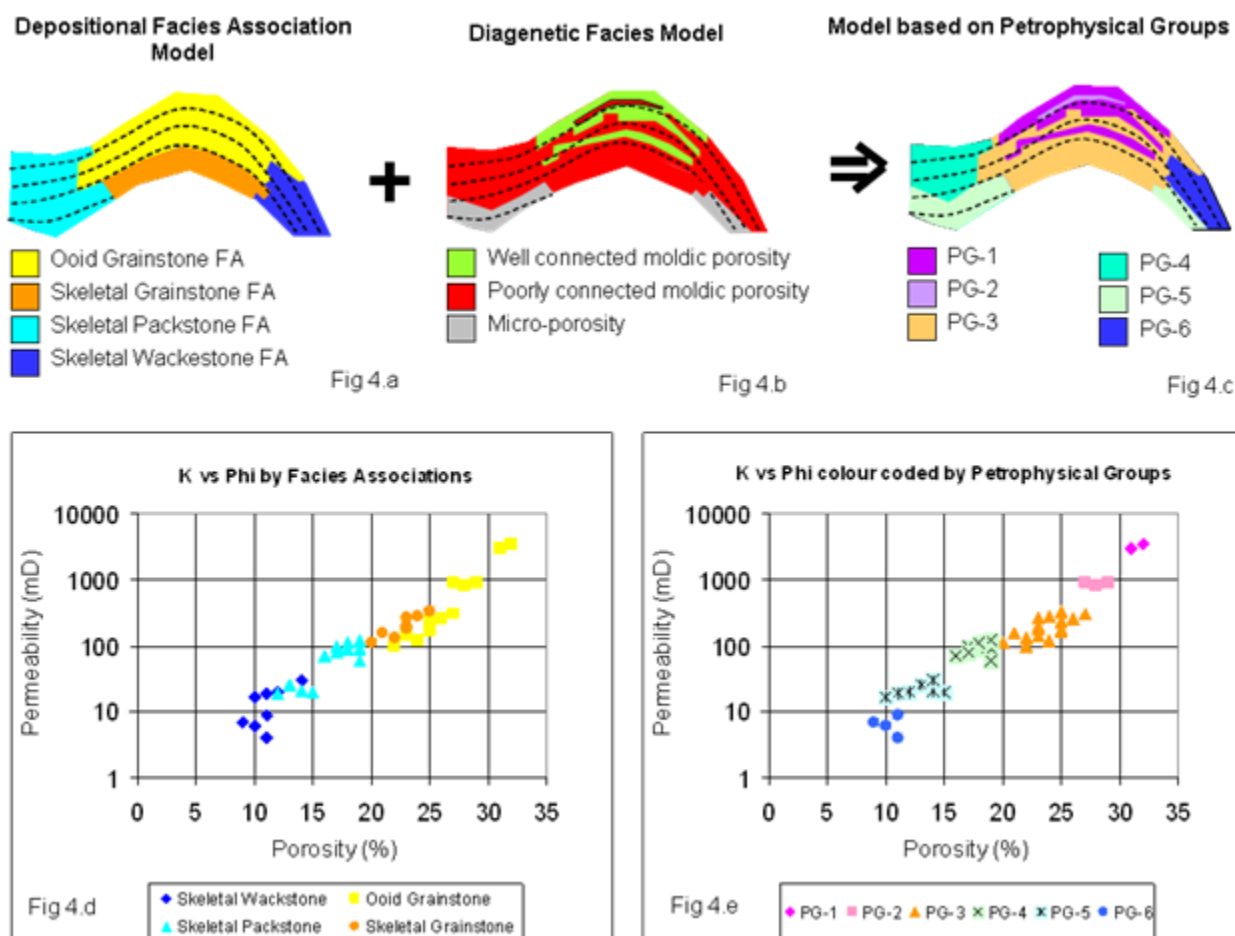 Depositional Facies Association
Model
Diagenetic Facies Model
Model based on Petrophysical Groups
Ooid Grainstone FA
Skeletal Grainstone FA
Skeletal Packstone FA
Skeletal Wackestone FA
Fig 4.a
Well connected moldic porosity
Poorly connected moldic porosity
Micro-porosity
Fig 4.b
PG-1
PG-2
PG-3
PG-4
PG-5
PG-6
Fig 4.c
K vs Phi by Facies Associations
Permeability (mD)
10000
1000
100
10
1
0 5 10 15 20 25 30 35
Porosity (%)
Fig 4.d
Skeletal Wackstone
Ooid Grainstone
Skeletal Packstone
Skeletal Grainstone
K vs Phi colour coded by Petrophysical Groups
Permeability (mD)
10000
1000
100
10
1
0 5 10 15 20 25 30 35
Porosity (%)
Fig 4.e
PG-1 PG-2 PG-3 PG-4 PG-5 PG-6